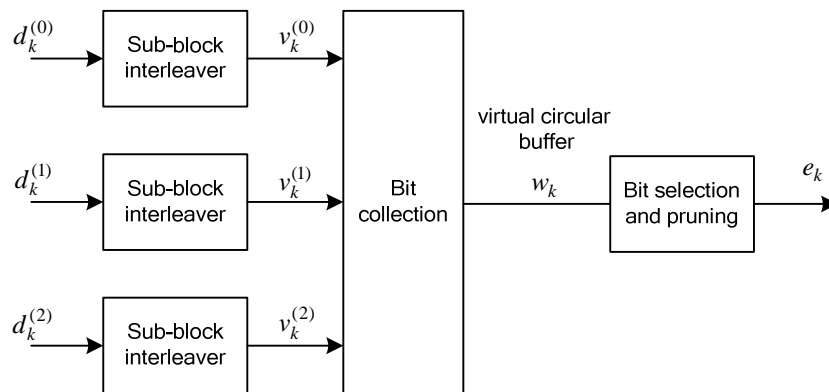 d_k^{(0)}
Sub-block
interleaver
v_k^{(0)}
d_k^{(1)}
Sub-block
interleaver
v_k^{(1)}
d_k^{(2)}
Sub-block
interleaver
v_k^{(2)}
Bit
collection
virtual circular
buffer
w_k
Bit selection
and pruning
e_k